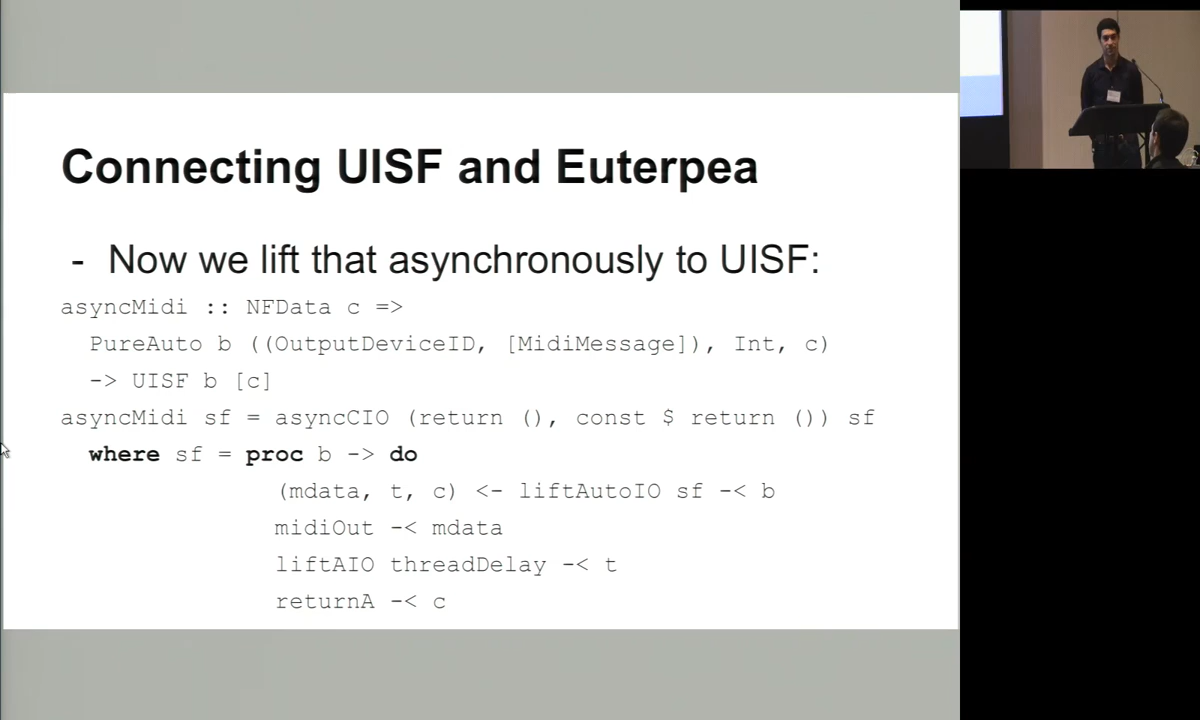 Connecting UISF and Euterpea
- Now we lift that asynchronously to UISF:
asyncMidi :: NFData c =>
PureAuto b ((OutputDeviceID, [MidiMessage]), Int, c)
-> UISF b [c]
asyncMidi sf = asyncCIO (return (), const $ return ()) sf
where sf = proc b -> do
(mdata, t, c) <- liftAutoIO sf -< b
midiOut -< mdata
liftAIO threadDelay -< t
returnA -< c